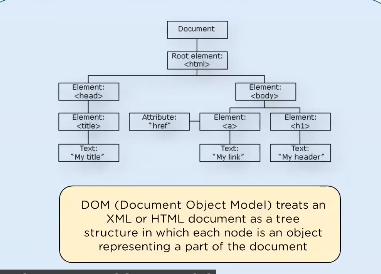 Document
Root element:
<html>
Element:
<head>
Element:
<body>
Element:
<title>
Attribute:
"href"
Element:
<a>
Element:
<h1>
Text:
"My title"
Text:
"My link"
Text:
"My header"
DOM (Document Object Model) treats an
XML or HTML document as a tree
structure in which each node is an object
representing a part of the document